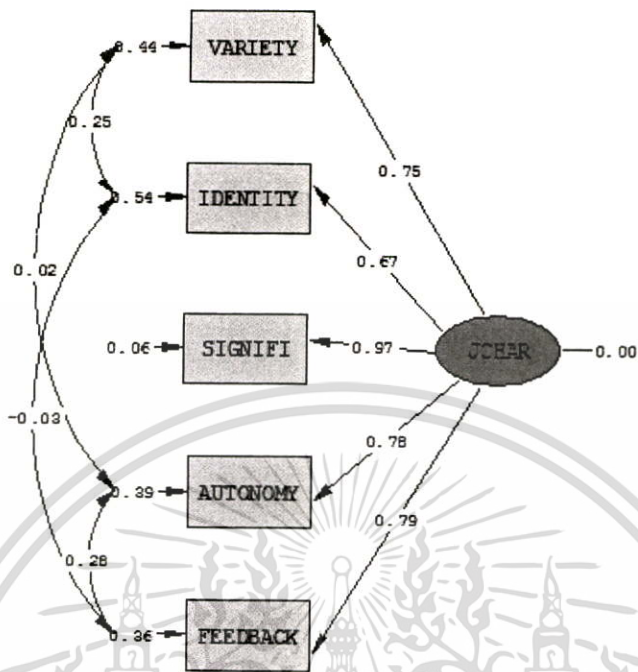 0.44 VARIETY
0.25
0.75
0.54 IDENTITY
0.67
0.02
0.06 SIGNIFI 0.97 JCHAR 0.00
-0.03
0.78
0.39 AUTONOMY
0.79
0.28
0.36 FEEDBACK